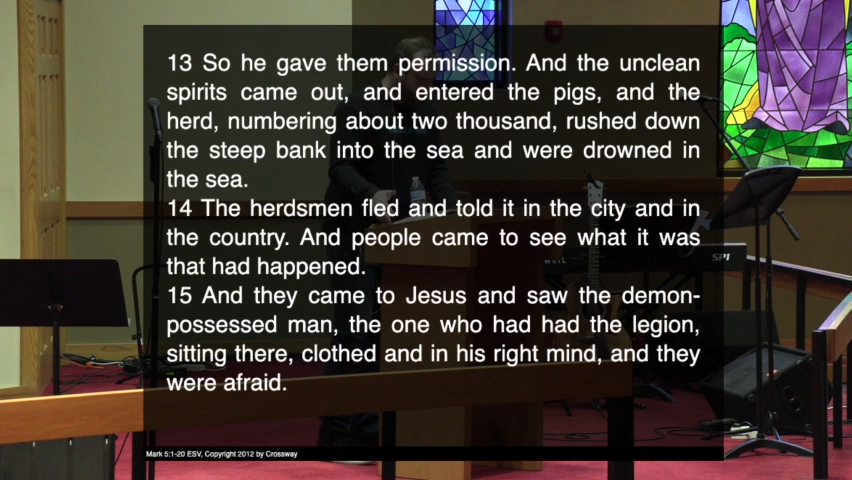 13 So he gave them permission. And the unclean
spirits came out, and entered the pigs, and the
herd, numbering about two thousand, rushed down
the steep bank into the sea and were drowned in
the sea.
14 The herdsmen fled and told it in the city and in
the country. And people came to see what it was
that had happened.
15 And they came to Jesus and saw the demon-
possessed man, the one who had had the legion,
sitting there, clothed and in his right mind, and they
were afraid.
Mark 5:1-20 ESV, Copyright 2012 by Crossway